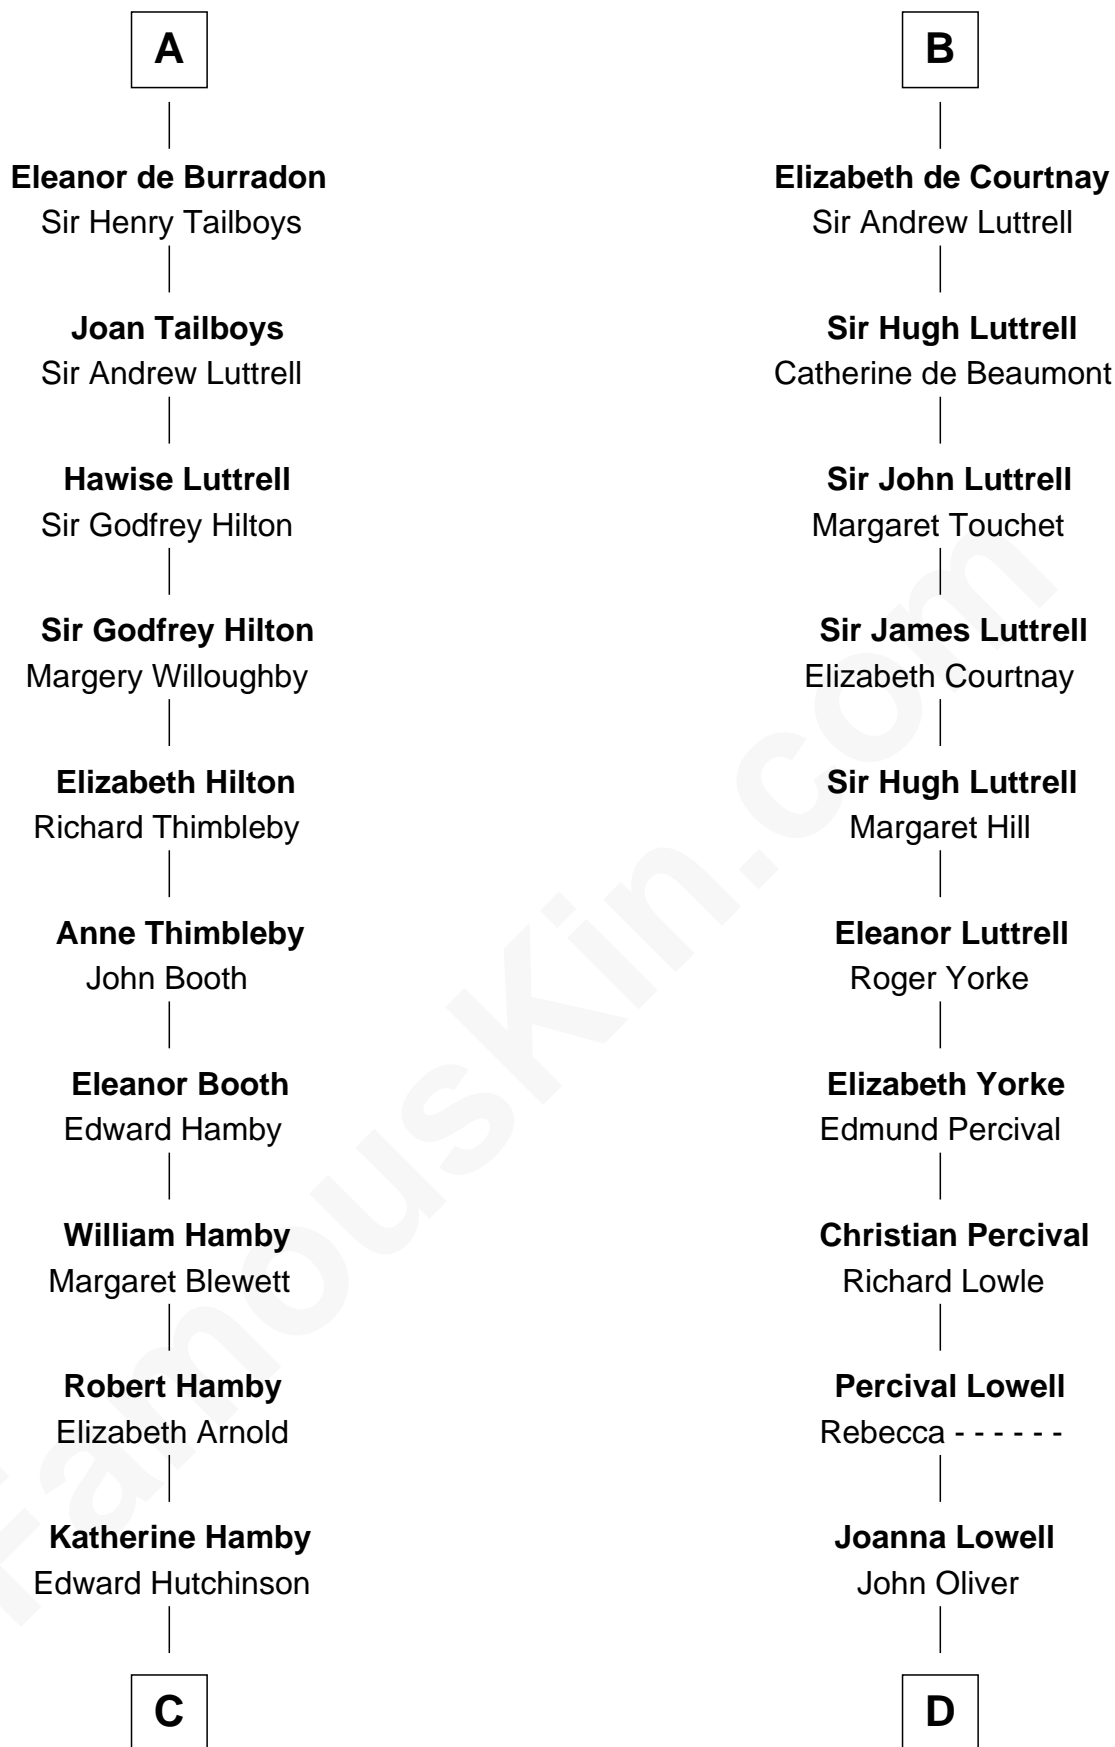 A
Eleanor de Burradon
Sir Henry Tailboys
Joan Tailboys
Sir Andrew Luttrell
Hawise Luttrell
Sir Godfrey Hilton
Sir Godfrey Hilton
Margery Willoughby
Elizabeth Hilton
Richard Thimbleby
Anne Thimbleby
John Booth
Eleanor Booth
Edward Hamby
William Hamby
Margaret Blewett
Robert Hamby
Elizabeth Arnold
Katherine Hamby
Edward Hutchinson
C
B
Elizabeth de Courtnay
Sir Andrew Luttrell
Sir Hugh Luttrell
Catherine de Beaumont
Sir John Luttrell
Margaret Touchet
Sir James Luttrell
Elizabeth Courtnay
Sir Hugh Luttrell
Margaret Hill
Eleanor Luttrell
Roger Yorke
Elizabeth Yorke
Edmund Percival
Christian Percival
Richard Lowle
Percival Lowell
Rebecca - - - - - -
Joanna Lowell
John Oliver
D
FamousKin.com